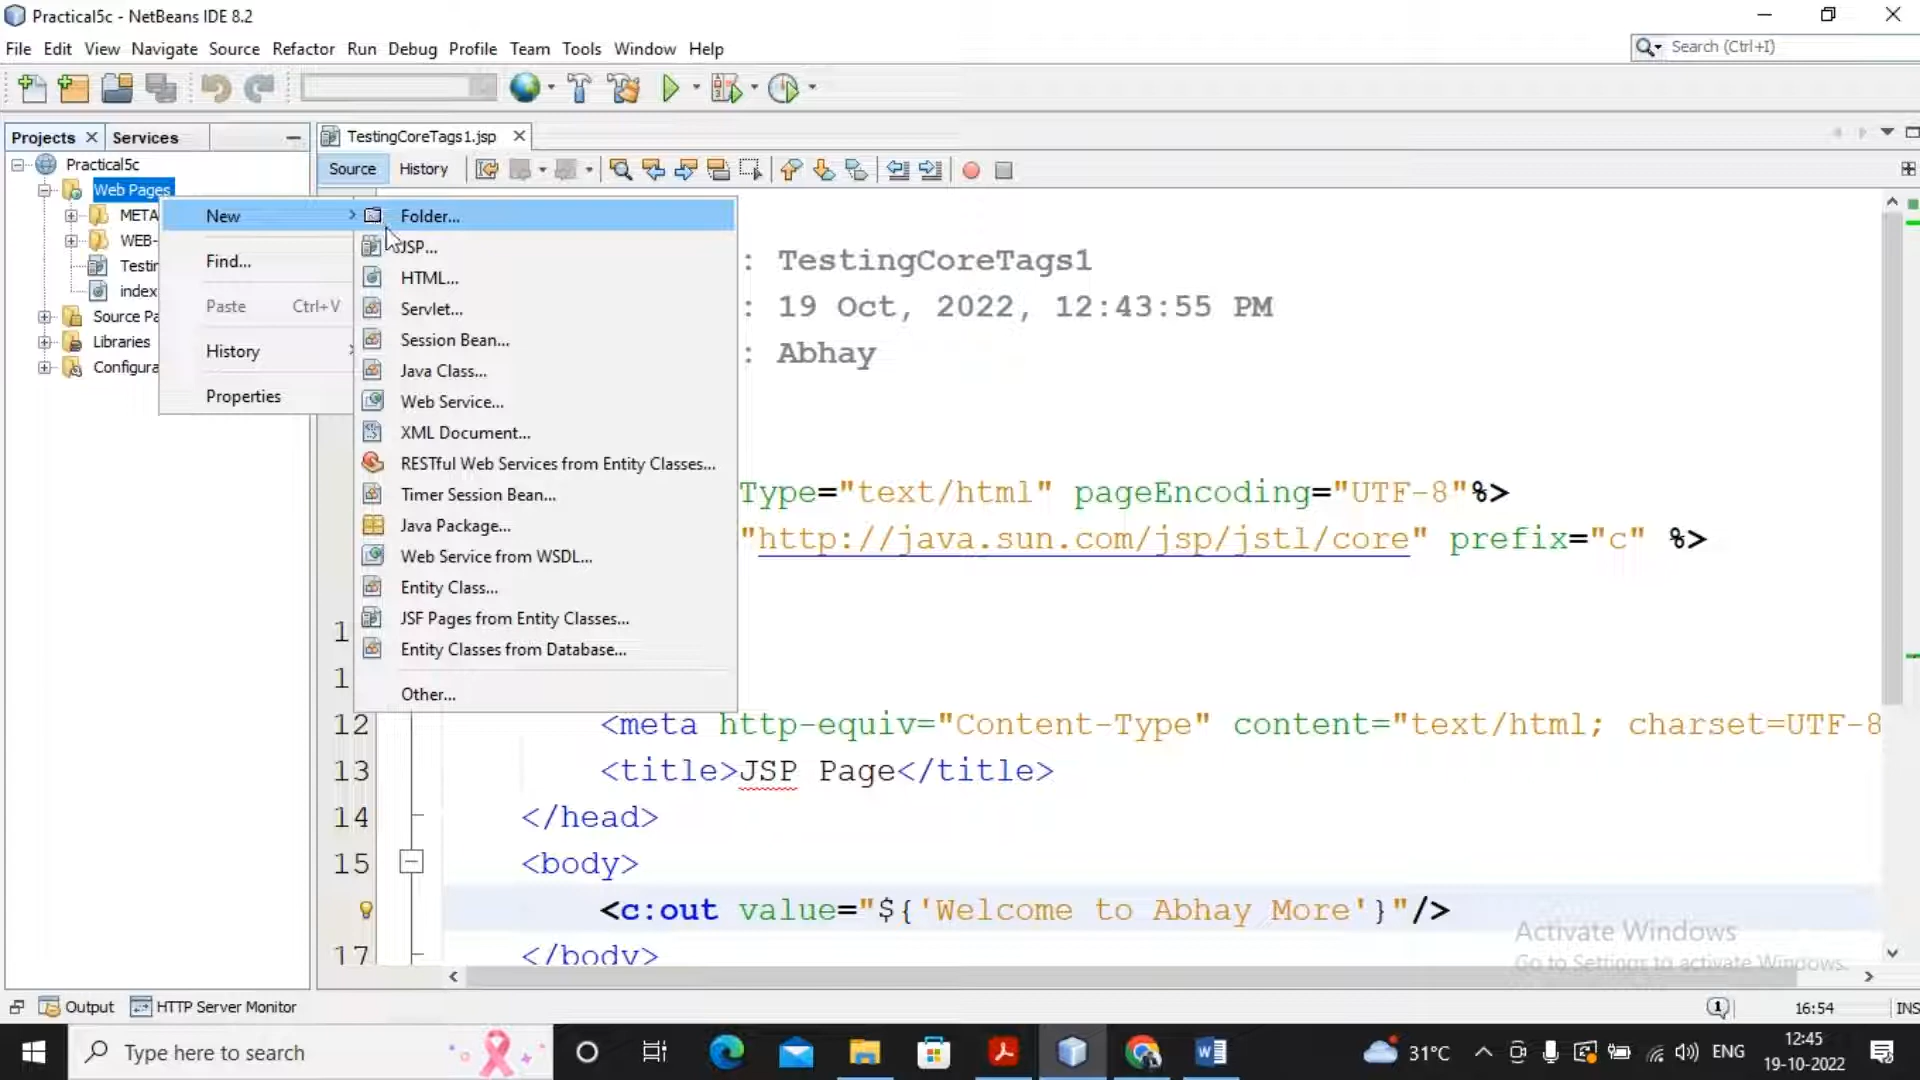 Practical5c - NetBeans IDE 8.2
File Edit View Navigate Source Refactor Run Debug Profile Team Tools Window Help
Search (Ctrl+I)
Projects Services
TestingCoreTags1.jsp
Practical5c
Source History
Web Pages
META
WEB-
Testin
index
Source Pa
Libraries
Configura
New
Find...
Paste Ctrl+V
History
Properties
Folder...
JSP...
HTML...
Servlet...
Session Bean...
Java Class...
Web Service...
XML Document...
RESTful Web Services from Entity Classes...
Timer Session Bean...
Java Package...
Web Service from WSDL...
Entity Class...
JSF Pages from Entity Classes...
Entity Classes from Database...
Other...
: TestingCoreTags1
: 19 Oct, 2022, 12:43:55 PM
: Abhay
Type="text/html" pageEncoding="UTF-8"%>
"http://java.sun.com/jsp/jstl/core" prefix="c" %>
1
1
12 <meta http-equiv="Content-Type" content="text/html; charset=UTF-8
13 <title>JSP Page</title>
14 </head>
15 <body>
<c:out value="${'Welcome to Abhay More'}"/>
17 </body>
Activate Windows
Go to Settings to activate Windows.
Output HTTP Server Monitor
1
16:54 INS
Type here to search
31°C
ENG
12:45
19-10-2022